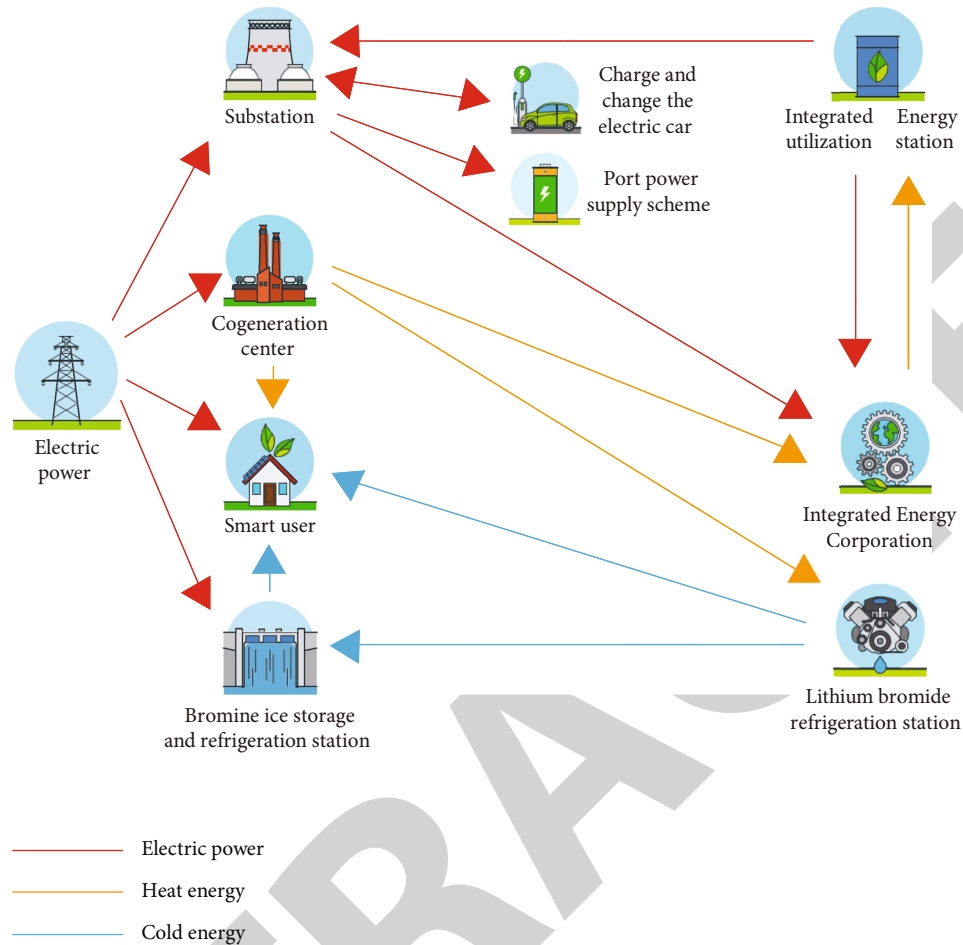 Substation
Charge and
change the
electric car
Integrated
utilization
Energy
station
Port power
supply scheme
Cogeneration
center
Electric
power
Smart user
Integrated Energy
Corporation
Bromine ice storage
and refrigeration station
Lithium bromide
refrigeration station
Electric power
Heat energy
Cold energy